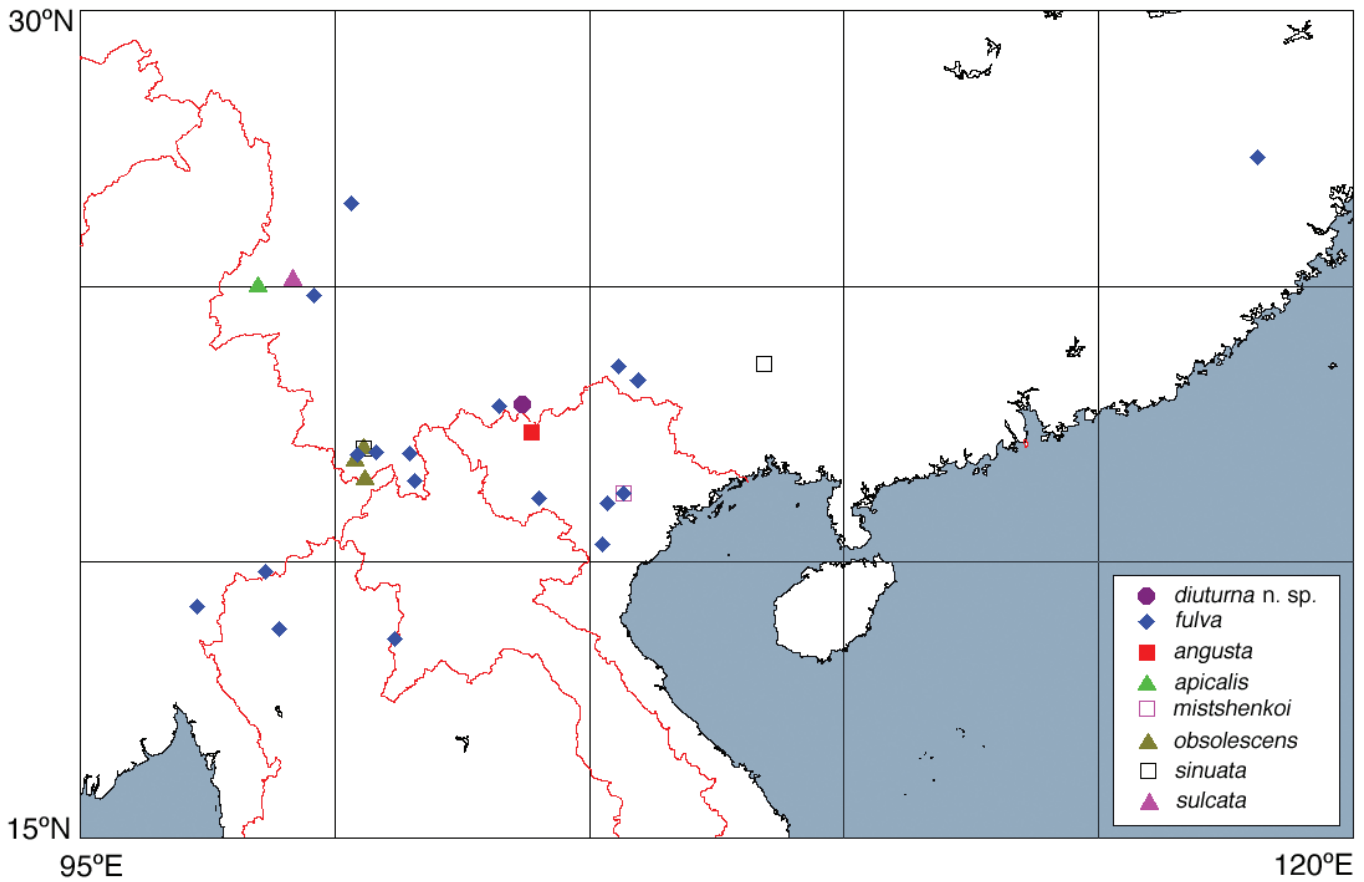 30ºN
15ºN
95ºE
120ºE
diuturna n. sp.
fulva
angusta
apicalis
mistshenkoi
obsolescens
sinuata
sulcata